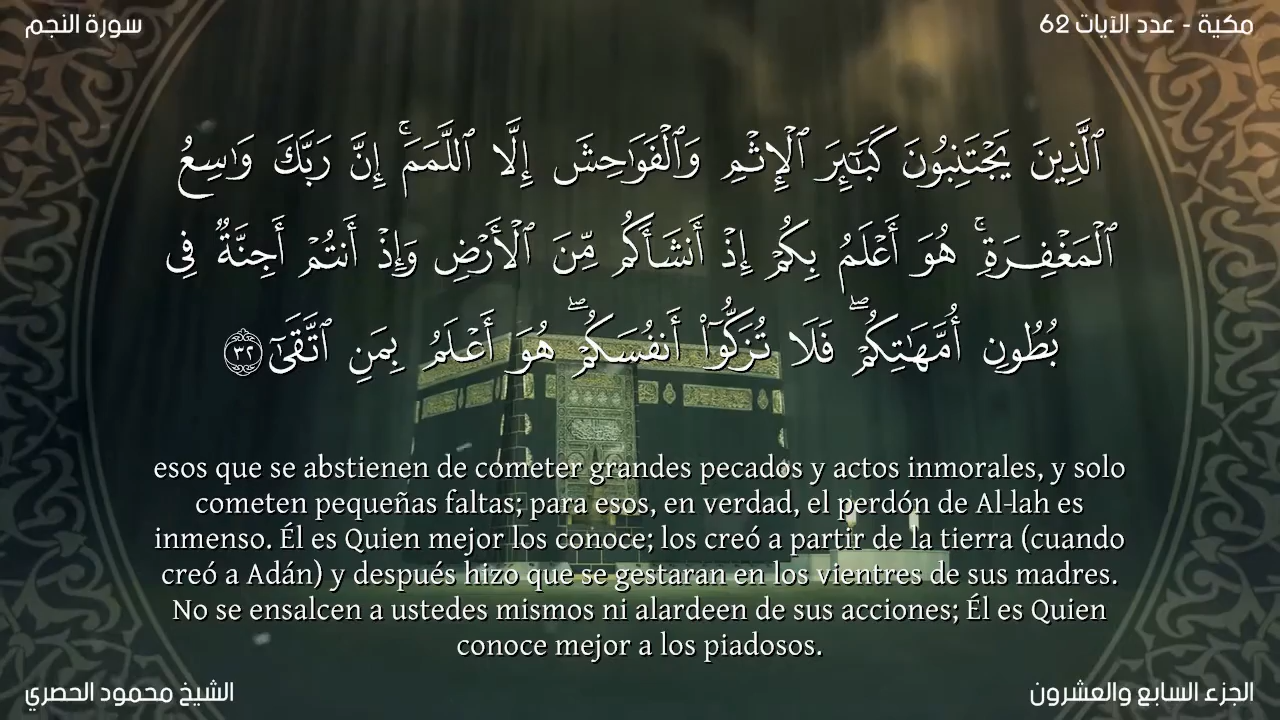 سورة النجم
مكية - عدد الآيات 62
ٱلَّذِينَ يَجْتَنِبُونَ كَبَٰٓئِرَ ٱلْإِثْمِ وَٱلْفَوَٰحِشَ إِلَّا ٱللَّمَمَ ۚ إِنَّ رَبَّكَ وَٰسِعُ
ٱلْمَغْفِرَةِ ۚ هُوَ أَعْلَمُ بِكُمْ إِذْ أَنشَأَكُم مِّنَ ٱلْأَرْضِ وَإِذْ أَنتُمْ أَجِنَّةٌ فِى
بُطُونِ أُمَّهَٰتِكُمْ ۖ فَلَا تُزَكُّوٓا۟ أَنفُسَكُمْ ۖ هُوَ أَعْلَمُ بِمَنِ ٱتَّقَىٰٓ ٣٢
esos que se abstienen de cometer grandes pecados y actos inmorales, y solo
cometen pequeñas faltas; para esos, en verdad, el perdón de Al-lah es
inmenso. Él es Quien mejor los conoce; los creó a partir de la tierra (cuando
creó a Adán) y después hizo que se gestaran en los vientres de sus madres.
No se ensalcen a ustedes mismos ni alardeen de sus acciones; Él es Quien
conoce mejor a los piadosos.
الشيخ محمود الحصري
الجزء السابع والعشرون